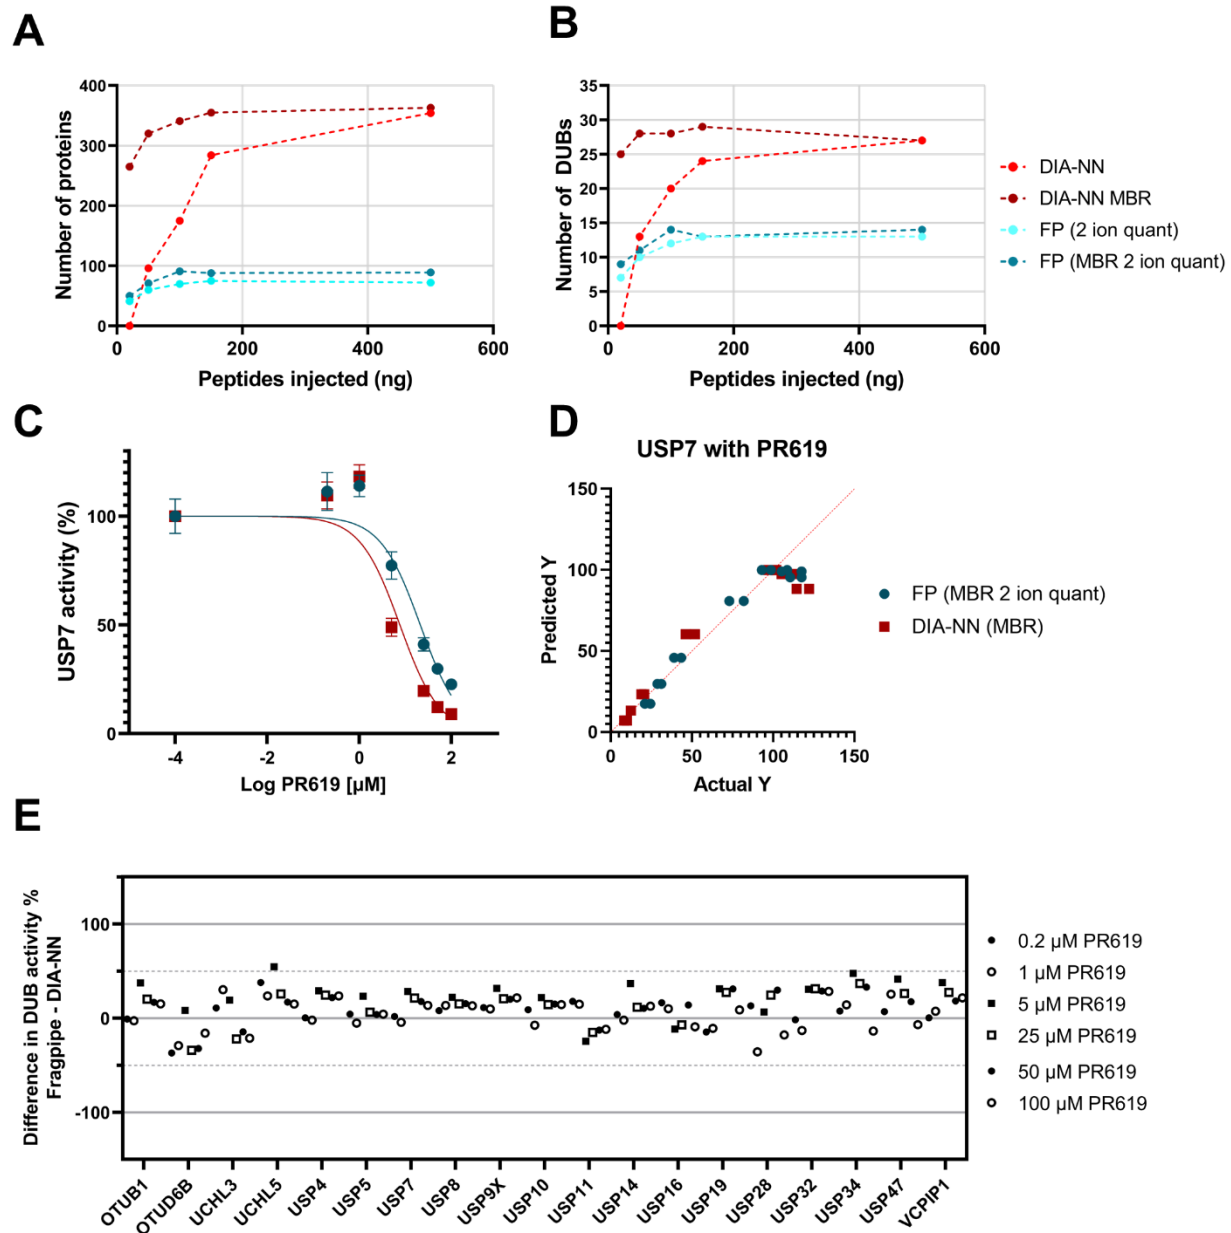 A
B
400
300
200
100
0
Number of proteins
0
200
400
600
Peptides injected (ng)
35
30
25
20
15
10
5
0
Number of DUBs
0
200
400
600
Peptides injected (ng)
DIA-NN
DIA-NN MBR
FP (2 ion quant)
FP (MBR 2 ion quant)
C
D
USP7 activity (%)
100
50
0
-4
-2
0
2
Log PR619 [µM]
USP7 with PR619
Predicted Y
150
100
50
0
0
50
100
150
Actual Y
FP (MBR 2 ion quant)
DIA-NN (MBR)
E
Difference in DUB activity %
Fragpipe - DIA-NN
100
0
-100
OTUB1
OTUD6B
UCHL3
UCHL5
USP4
USP5
USP7
USP8
USP9X
USP10
USP11
USP14
USP16
USP19
USP28
USP32
USP34
USP47
VCPIP1
0.2 µM PR619
1 µM PR619
5 µM PR619
25 µM PR619
50 µM PR619
100 µM PR619